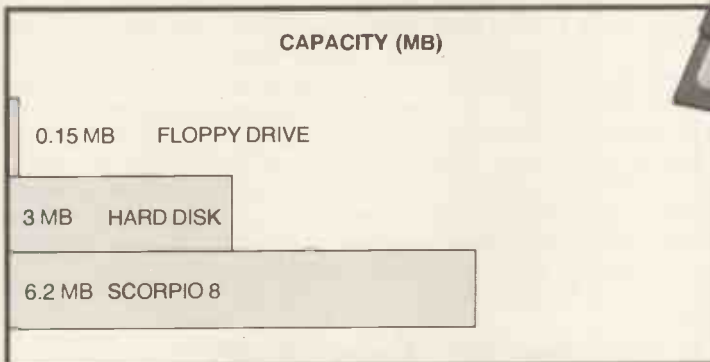 CAPACITY (MB)
0.15 MB FLOPPY DRIVE
3 MB HARD DISK
6.2 MB SCORPIO 8